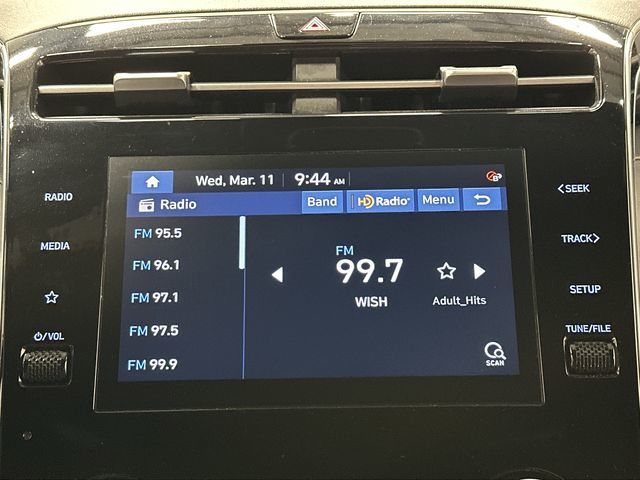 Wed, Mar. 11 9:44 AM
Radio Band HD Radio Menu
RADIO
MEDIA
⏻/VOL
FM 95.5
FM 96.1
FM 97.1
FM 97.5
FM 99.9
FM
99.7
WISH Adult_Hits
SCAN
<SEEK
TRACK>
SETUP
TUNE/FILE